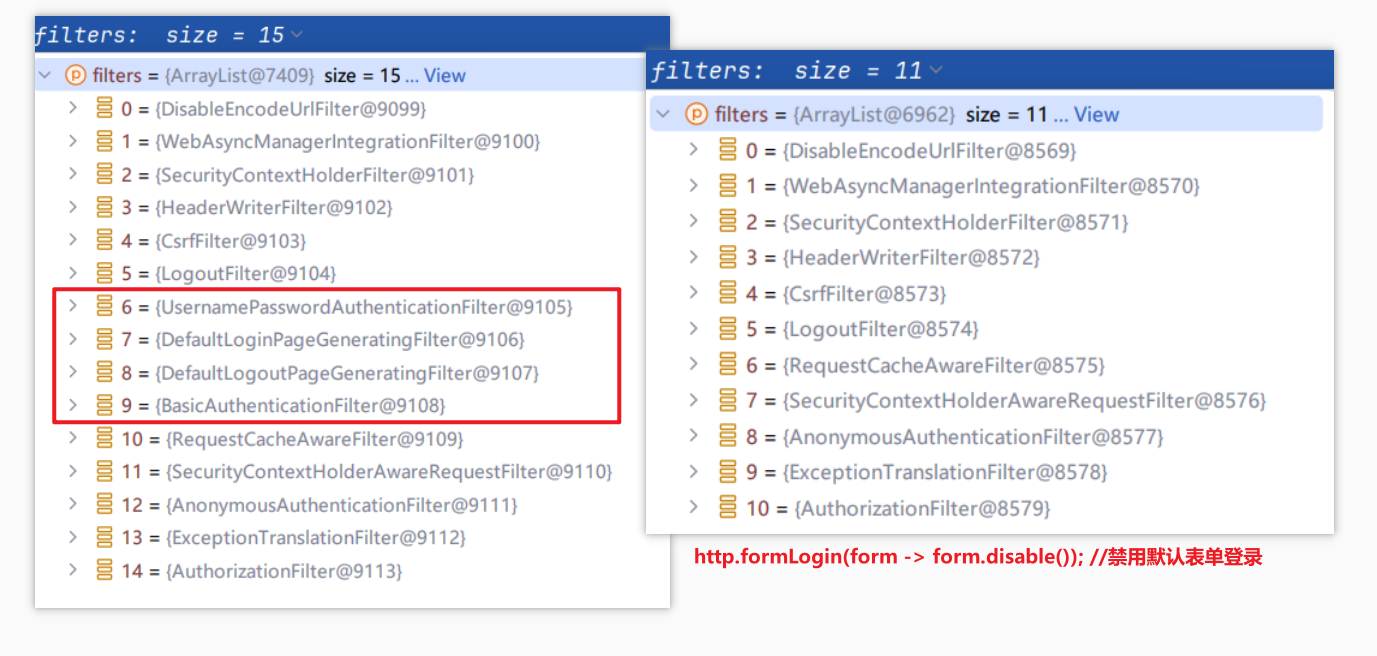 filters: size = 15
filters = {ArrayList@7409} size = 15 ... View
0 = {DisableEncodeUrlFilter@9099}
1 = {WebAsyncManagerIntegrationFilter@9100}
2 = {SecurityContextHolderFilter@9101}
3 = {HeaderWriterFilter@9102}
4 = {CsrfFilter@9103}
5 = {LogoutFilter@9104}
6 = {UsernamePasswordAuthenticationFilter@9105}
7 = {DefaultLoginPageGeneratingFilter@9106}
8 = {DefaultLogoutPageGeneratingFilter@9107}
9 = {BasicAuthenticationFilter@9108}
10 = {RequestCacheAwareFilter@9109}
11 = {SecurityContextHolderAwareRequestFilter@9110}
12 = {AnonymousAuthenticationFilter@9111}
13 = {ExceptionTranslationFilter@9112}
14 = {AuthorizationFilter@9113}
filters: size = 11
filters = {ArrayList@6962} size = 11 ... View
0 = {DisableEncodeUrlFilter@8569}
1 = {WebAsyncManagerIntegrationFilter@8570}
2 = {SecurityContextHolderFilter@8571}
3 = {HeaderWriterFilter@8572}
4 = {CsrfFilter@8573}
5 = {LogoutFilter@8574}
6 = {RequestCacheAwareFilter@8575}
7 = {SecurityContextHolderAwareRequestFilter@8576}
8 = {AnonymousAuthenticationFilter@8577}
9 = {ExceptionTranslationFilter@8578}
10 = {AuthorizationFilter@8579}
http.formLogin(form -> form.disable()); //禁用默认表单登录